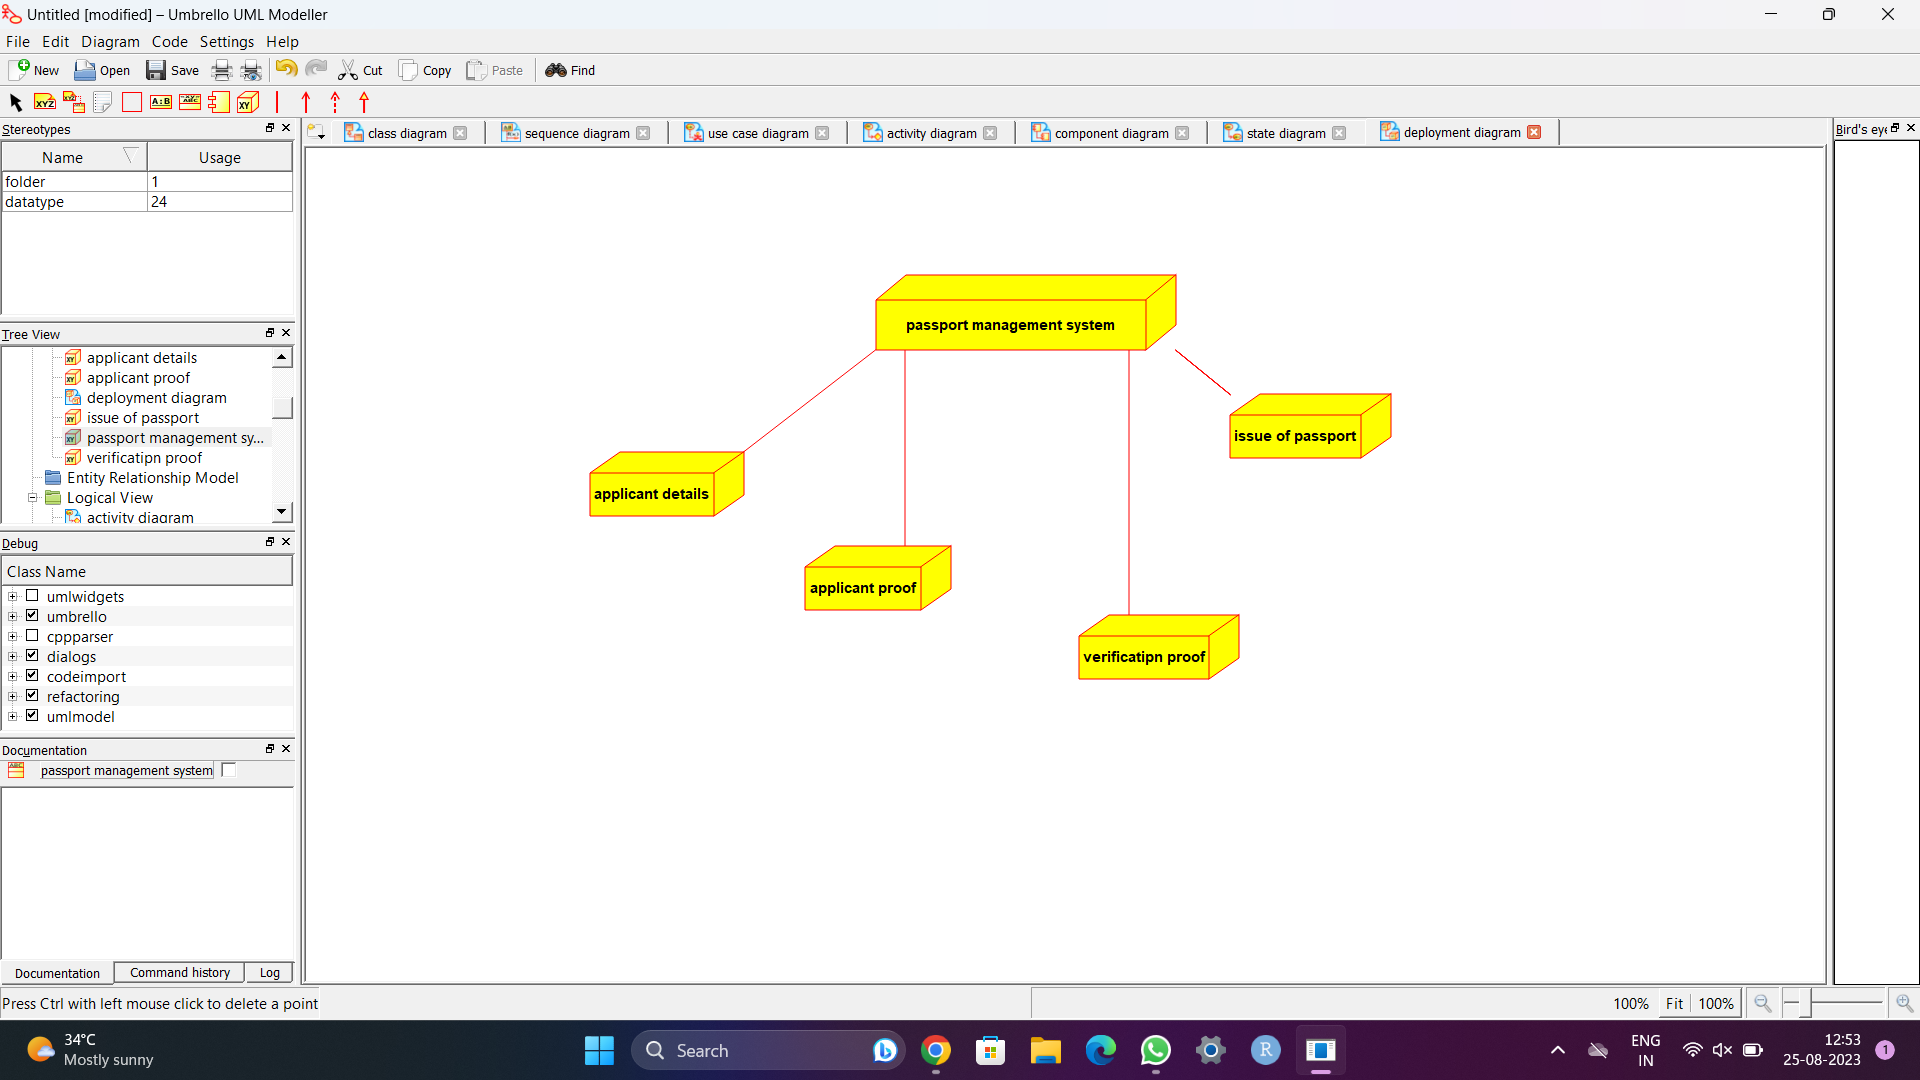 Untitled [modified] – Umbrello UML Modeller
File Edit Diagram Code Settings Help
New Open Save Cut Copy Paste Find
XYZ A:B ABC XY
Stereotypes
Name Usage
folder 1
datatype 24
Tree View
applicant details
applicant proof
deployment diagram
issue of passport
passport management sy...
verificatipn proof
Entity Relationship Model
Logical View
activity diagram
Debug
Class Name
umlwidgets
umbrello
cppparser
dialogs
codeimport
refactoring
umlmodel
Documentation
passport management system
Documentation Command history Log
Press Ctrl with left mouse click to delete a point
class diagram sequence diagram use case diagram activity diagram component diagram state diagram deployment diagram
passport management system
issue of passport
applicant details
applicant proof
verificatipn proof
Bird's eye
100% Fit 100%
34°C
Mostly sunny
Search
R
ENG
IN
12:53
25-08-2023
1